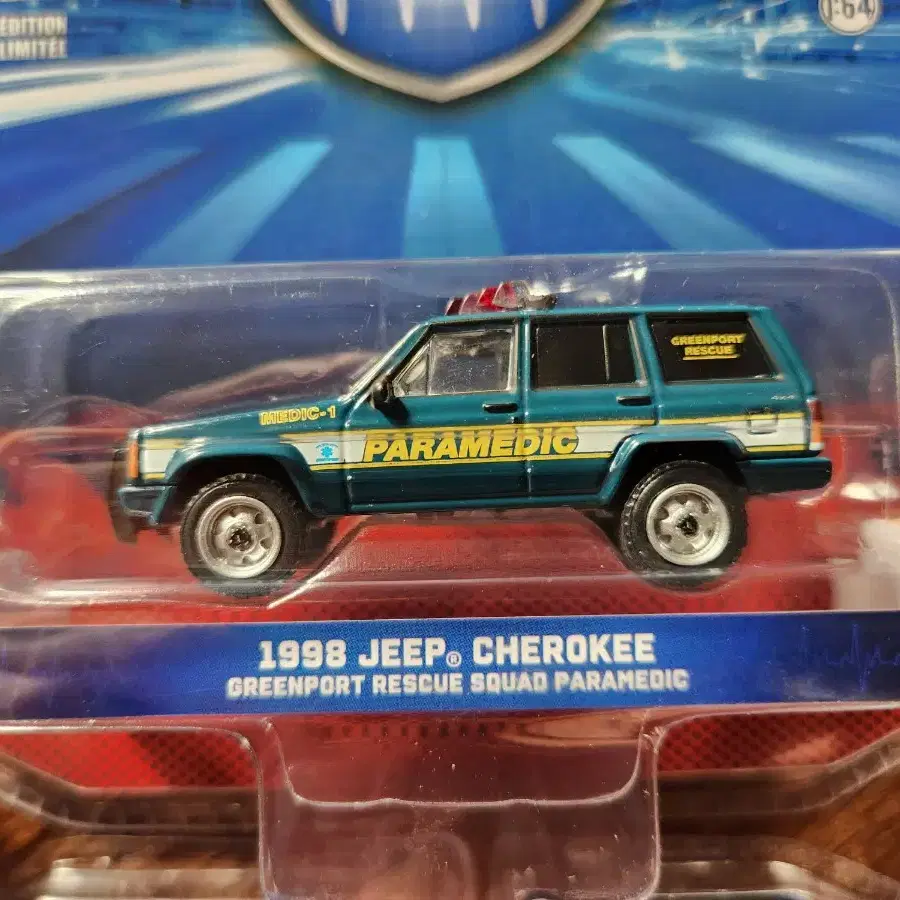 EDITION
LIMITÉE
1:64
GREENPORT
RESCUE
MEDIC-1
PARAMEDIC
1998 JEEP® CHEROKEE
GREENPORT RESCUE SQUAD PARAMEDIC